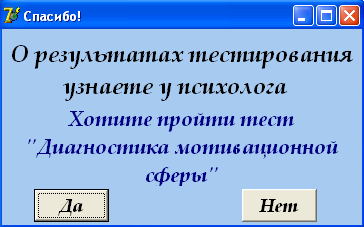 Спасибо!
О результатах тестирования
узнаете у психолога
Хотите пройти тест
"Диагностика мотивационной
сферы"
Да
Нет